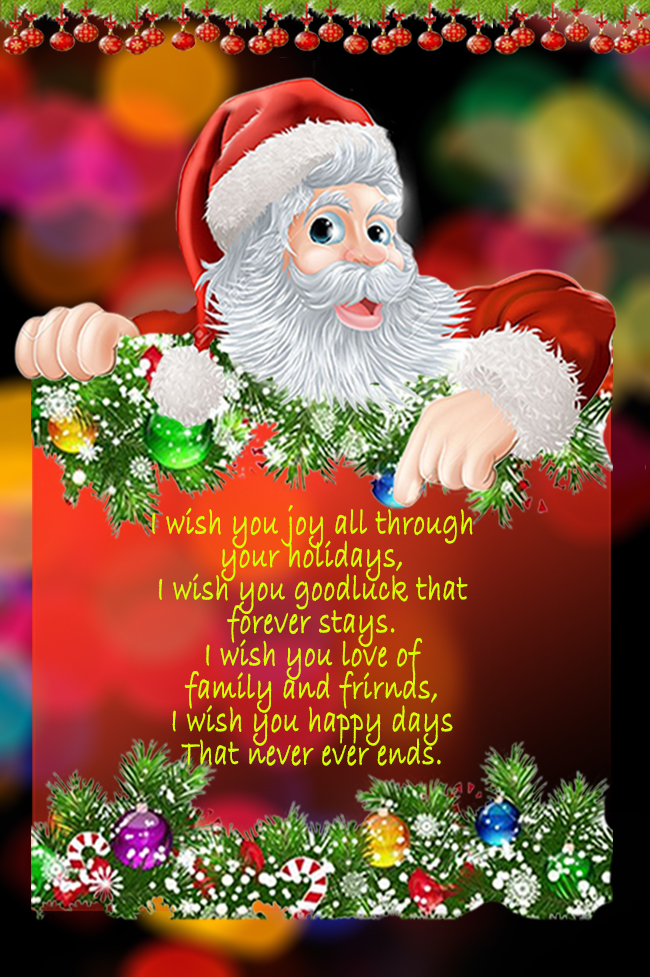 I wish you joy all through
your holidays,
I wish you goodluck that
forever stays.
I wish you love of
family and frirnds,
I wish you happy days
That never ever ends.